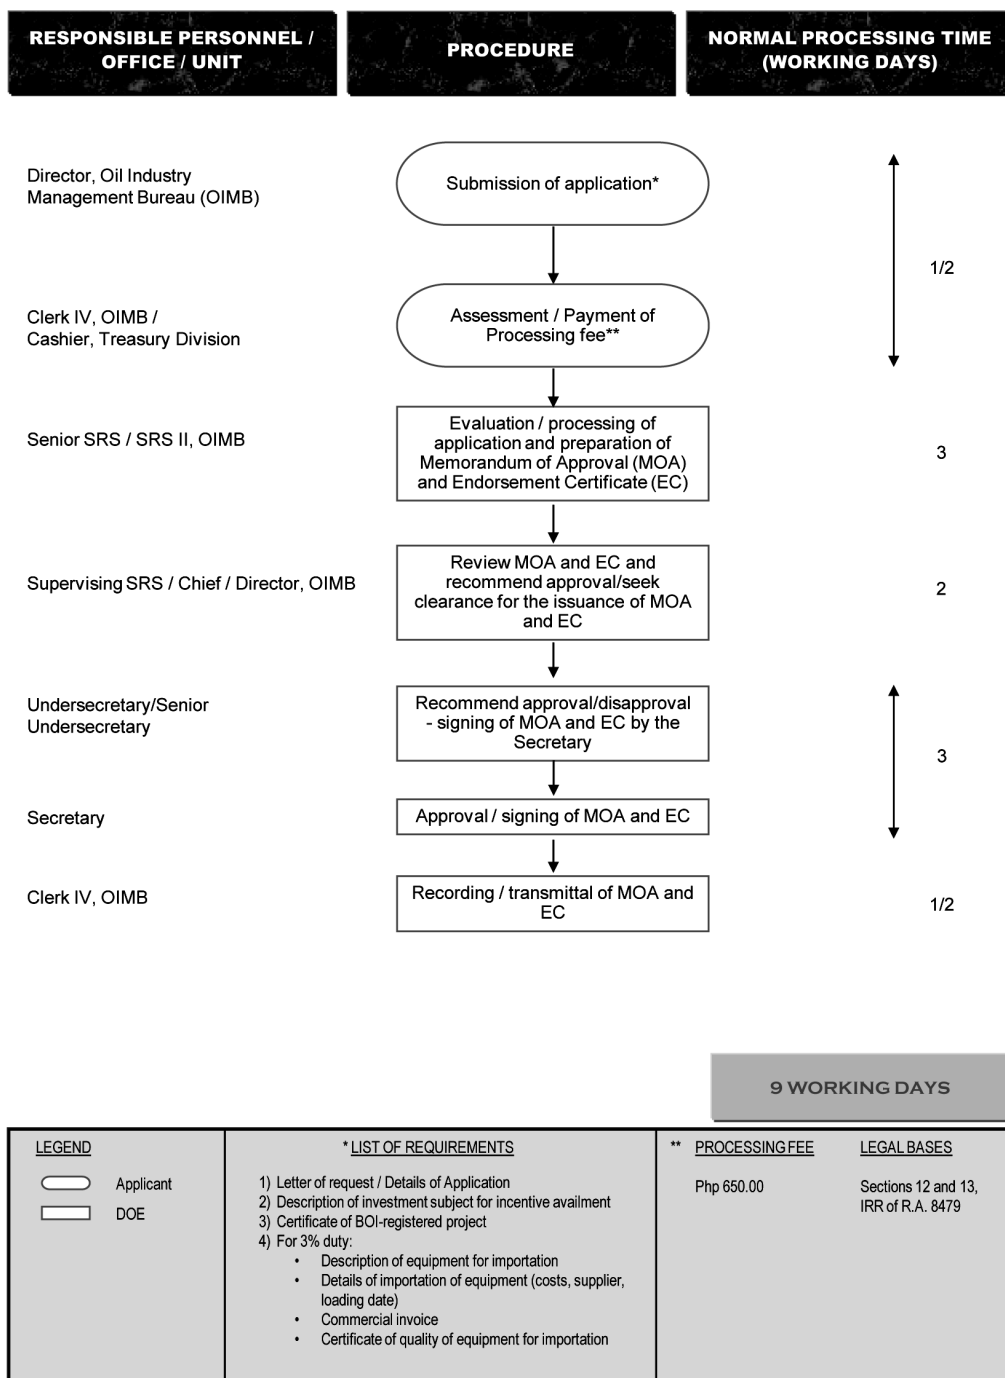 RESPONSIBLE PERSONNEL /
OFFICE / UNIT
PROCEDURE
NORMAL PROCESSING TIME
(WORKING DAYS)
Director, Oil Industry
Management Bureau (OIMB)
Submission of application*
1/2
Clerk IV, OIMB /
Cashier, Treasury Division
Assessment / Payment of
Processing fee**
Senior SRS / SRS II, OIMB
Evaluation / processing of
application and preparation of
Memorandum of Approval (MOA)
and Endorsement Certificate (EC)
3
Supervising SRS / Chief / Director, OIMB
Review MOA and EC and
recommend approval/seek
clearance for the issuance of MOA
and EC
2
Undersecretary/Senior
Undersecretary
Recommend approval/disapproval
- signing of MOA and EC by the
Secretary
3
Secretary
Approval / signing of MOA and EC
Clerk IV, OIMB
Recording / transmittal of MOA and
EC
1/2
9 WORKING DAYS
LEGEND
Applicant
DOE
* LIST OF REQUIREMENTS
1) Letter of request / Details of Application
2) Description of investment subject for incentive availment
3) Certificate of BOI-registered project
4) For 3% duty:
• Description of equipment for importation
• Details of importation of equipment (costs, supplier,
loading date)
• Commercial invoice
• Certificate of quality of equipment for importation
** PROCESSING FEE
Php 650.00
LEGAL BASES
Sections 12 and 13,
IRR of R.A. 8479